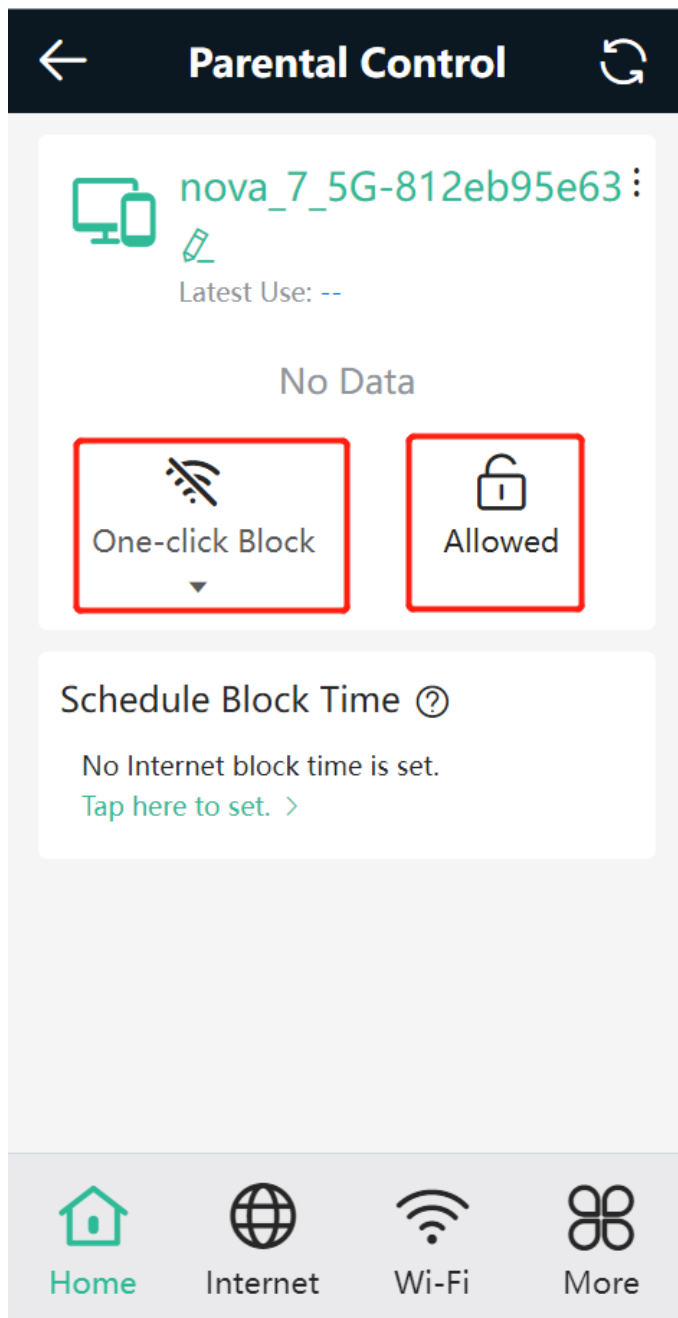 Parental Control
nova_7_5G-812eb95e63
Latest Use: --
No Data
One-click Block
Allowed
Schedule Block Time
No Internet block time is set.
Tap here to set. >
Home
Internet
Wi-Fi
More